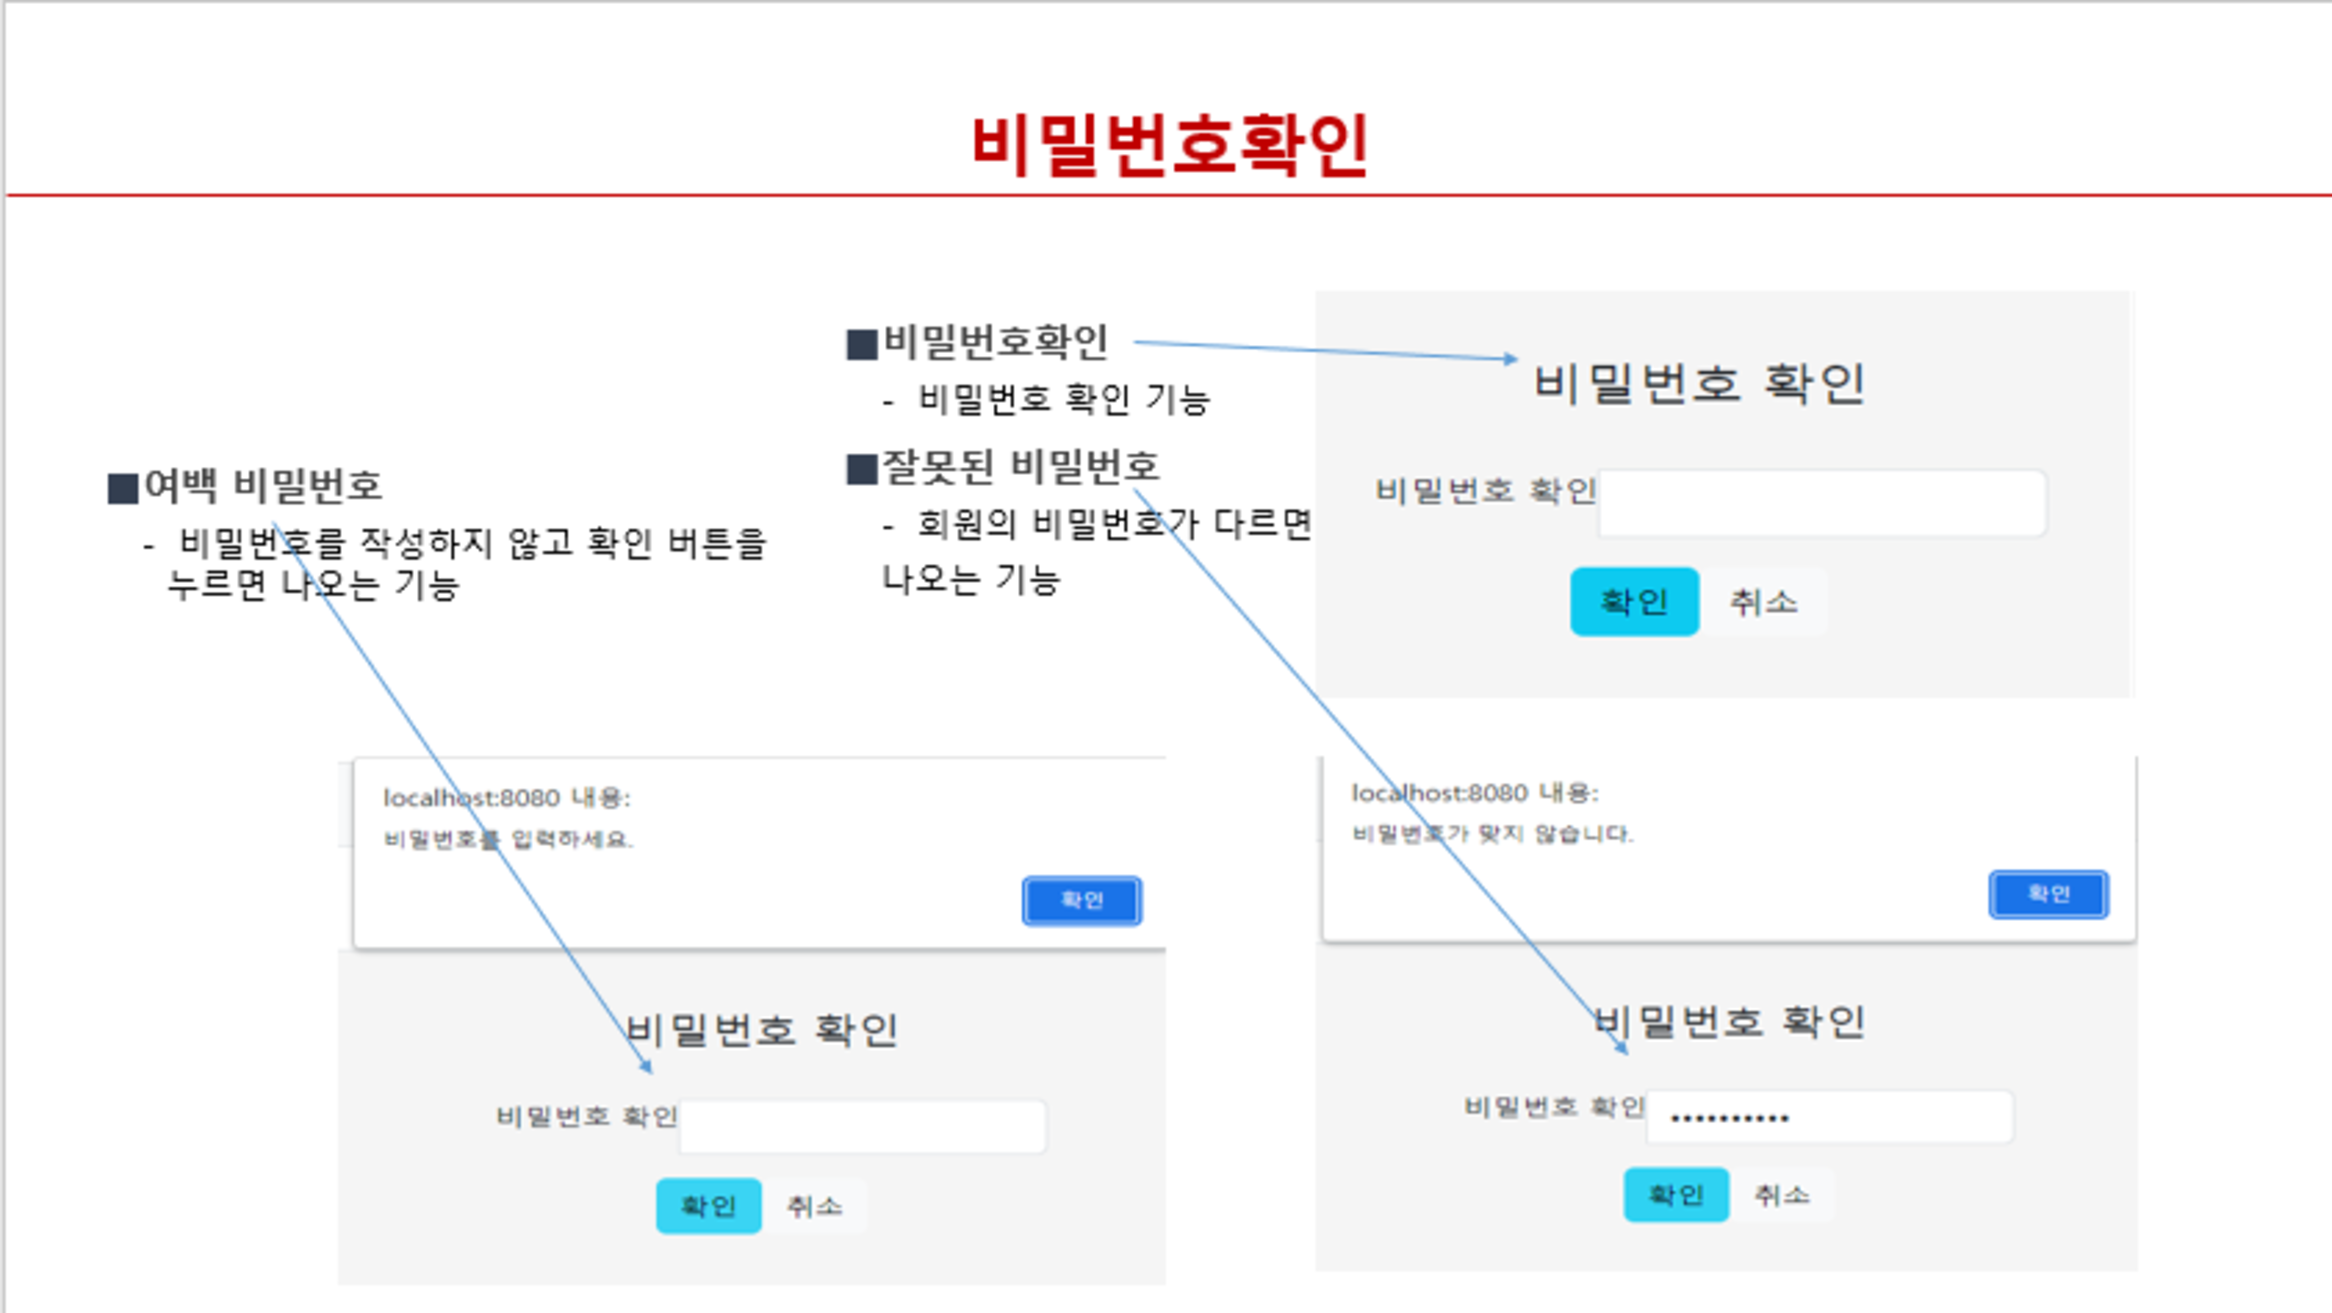 비밀번호확인
■비밀번호확인
- 비밀번호 확인 기능
■잘못된 비밀번호
- 회원의 비밀번호가 다르면
나오는 기능
■여백 비밀번호
- 비밀번호를 작성하지 않고 확인 버튼을
누르면 나오는 기능
비밀번호 확인
비밀번호 확인
확인 취소
localhost:8080 내용:
비밀번호를 입력하세요.
확인
비밀번호 확인
비밀번호 확인
확인 취소
localhost:8080 내용:
비밀번호가 맞지 않습니다.
확인
비밀번호 확인
비밀번호 확인 ••••••••••
확인 취소